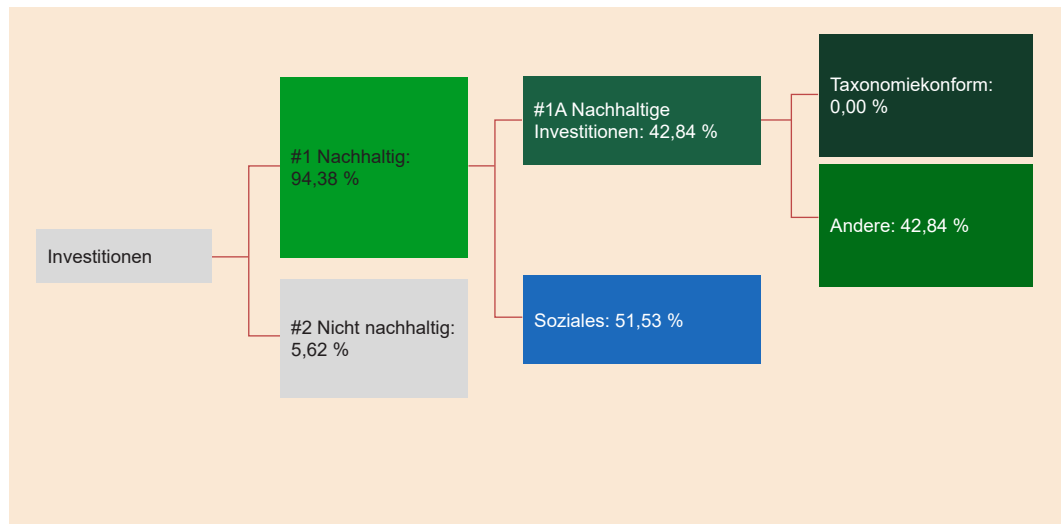 Investitionen
#1 Nachhaltig:
94,38 %
#2 Nicht nachhaltig:
5,62 %
#1A Nachhaltige
Investitionen: 42,84 %
Soziales: 51,53 %
Taxonomiekonform:
0,00 %
Andere: 42,84 %